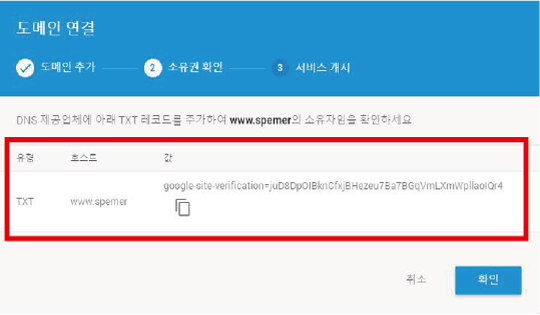 도메인 연결
도메인 추가 2 소유권 확인 3 서비스 개시
DNS 제공업체에 아래 TXT 레코드를 추가하여 www.spemer의 소유자임을 확인하세요.
유형 호스트 값
google-site-verification=juD8DpOIBknCfxjBHezeu7Ba7BGqVmLXmWpllaoIQr4
TXT www.spemer
취소 확인